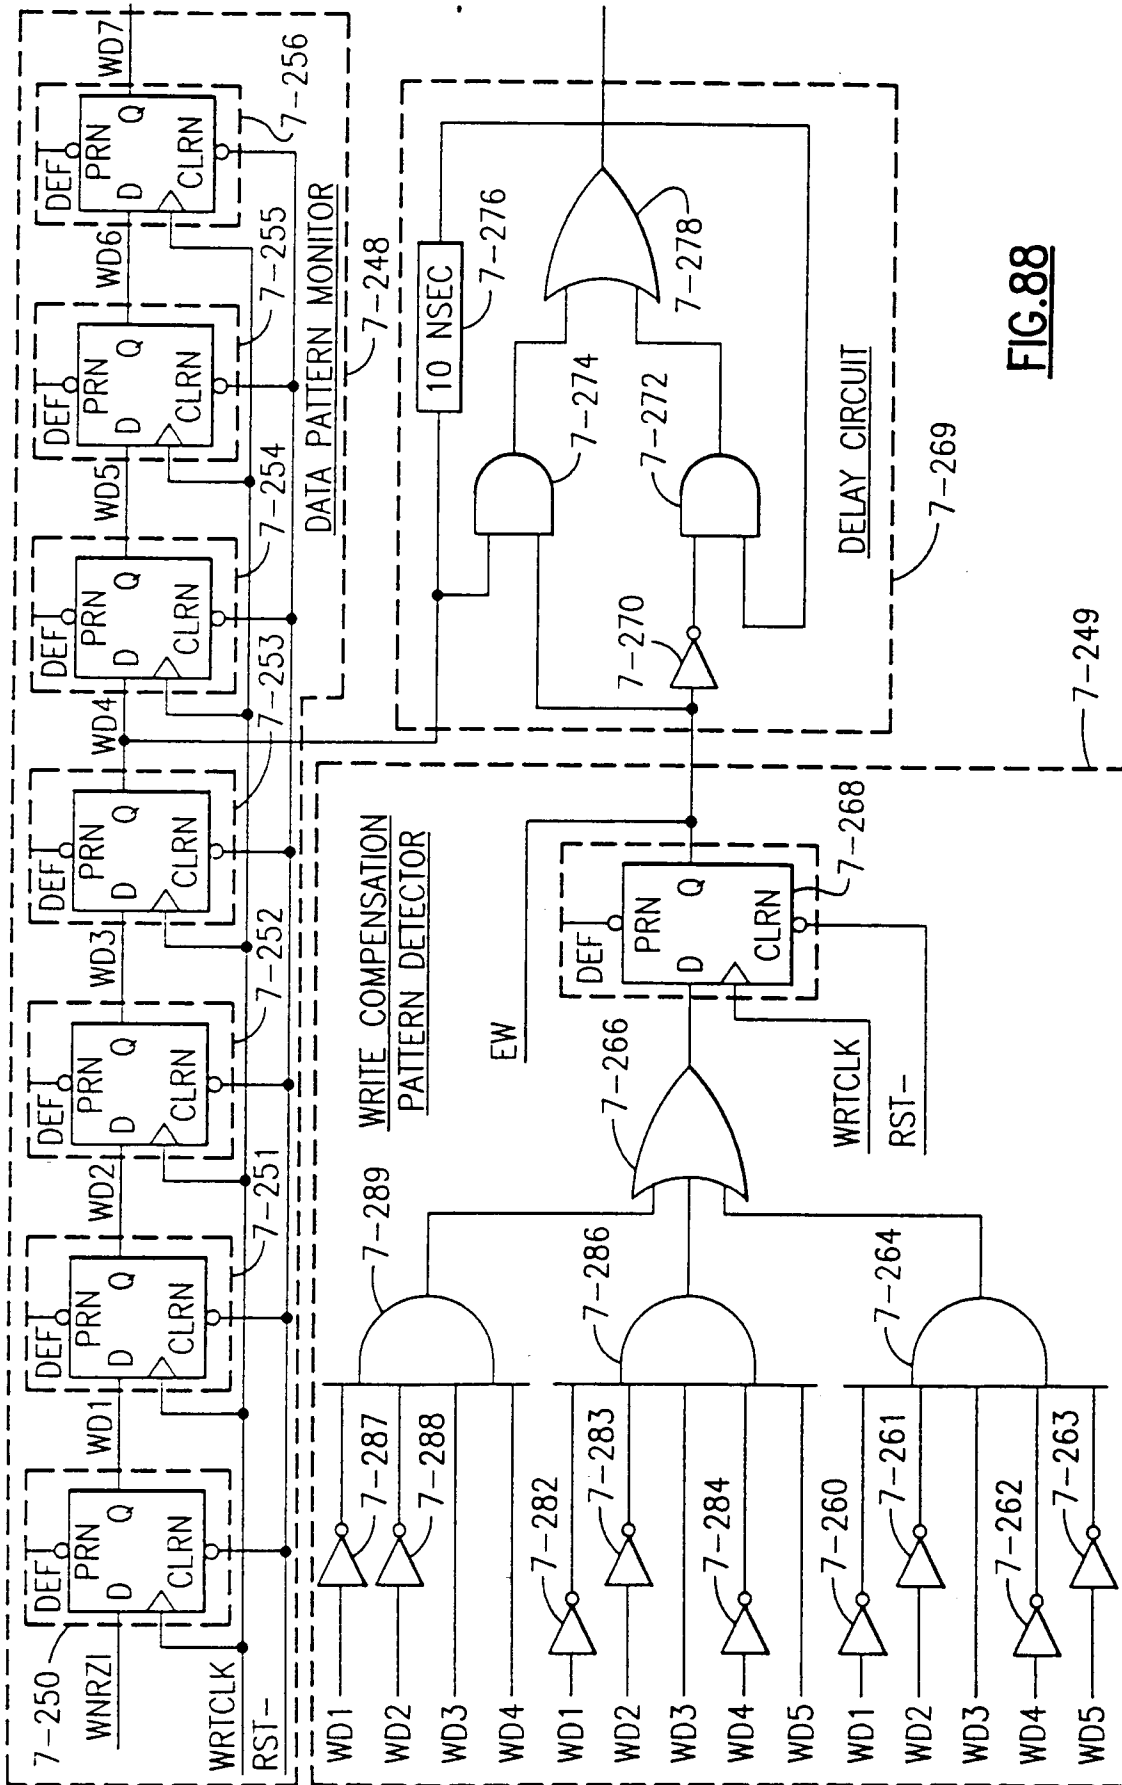 7-250
WNRZI
WRTCLK
RST-
DEF
PRN
D
Q
CLRN
WD1
DEF
PRN
D
Q
CLRN
7-251
WD2
DEF
PRN
D
Q
CLRN
7-252
WD3
DEF
PRN
D
Q
CLRN
7-253
WD4
DEF
PRN
D
Q
CLRN
7-254
WD5
DEF
PRN
D
Q
CLRN
7-255
WD6
DEF
PRN
D
Q
CLRN
7-256
WD7
DATA PATTERN MONITOR
7-248
WRITE COMPENSATION
PATTERN DETECTOR
WD1
WD2
WD3
WD4
7-287
7-288
7-289
WD1
WD2
WD3
WD4
WD5
7-282
7-283
7-284
7-286
WD1
WD2
WD3
WD4
WD5
7-260
7-261
7-262
7-263
7-264
7-266
EW
DEF
PRN
D
Q
CLRN
7-268
WRTCLK
RST-
7-249
10 NSEC
7-276
7-274
7-272
7-270
7-278
DELAY CIRCUIT
7-269
FIG.88